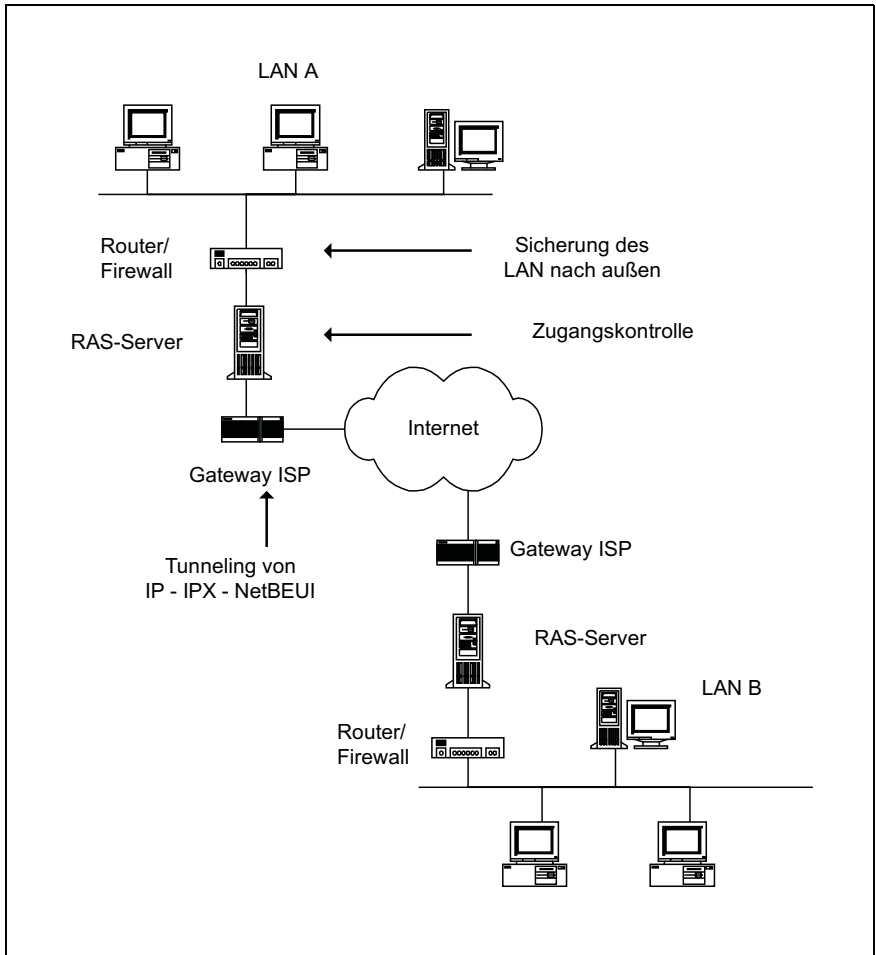 LAN A
Router/
Firewall
Sicherung des
LAN nach außen
RAS-Server
Zugangskontrolle
Internet
Gateway ISP
Tunneling von
IP - IPX - NetBEUI
Gateway ISP
RAS-Server
LAN B
Router/
Firewall